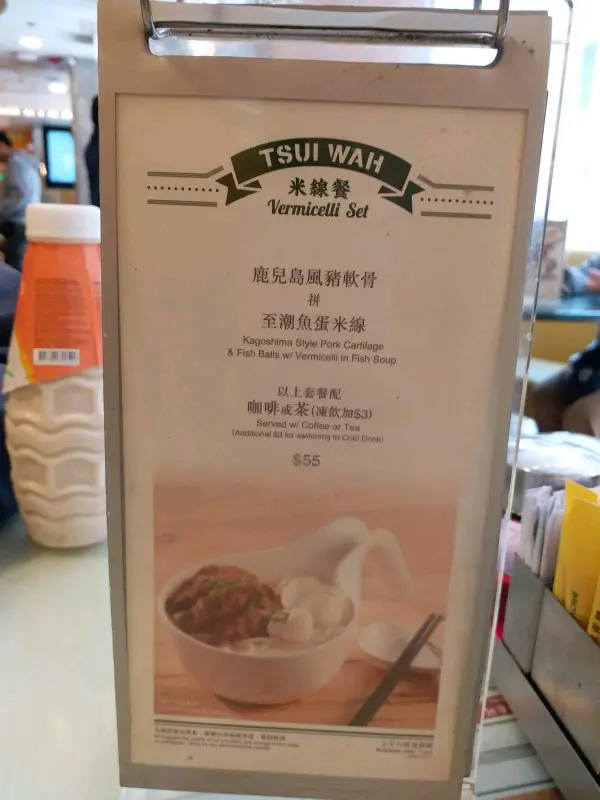 TSUI WAH
米線餐
Vermicelli Set
鹿兒島風豬軟骨
拼
至潮魚蛋米線
Kagoshima Style Pork Cartilage
& Fish Balls w/ Vermicelli in Fish Soup
以上套餐配
咖啡或茶(凍飲加$3)
Served w/ Coffee or Tea
(Additional $3 for switching to Cold Drink)
$55